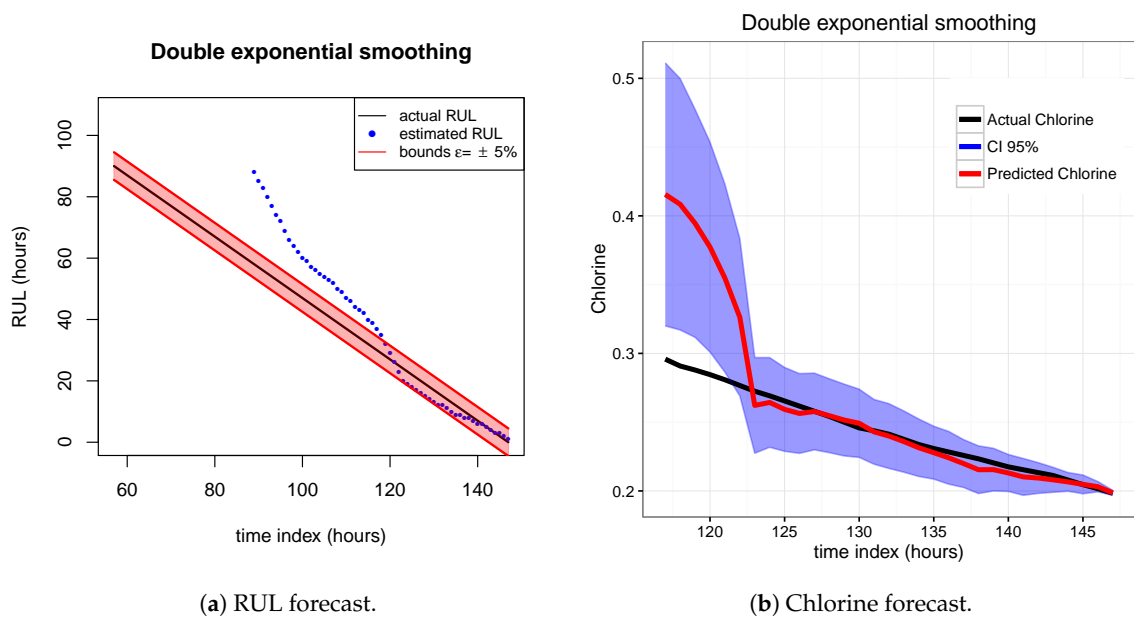 Double exponential smoothing
actual RUL
estimated RUL
bounds ε= ± 5%
RUL (hours)
100
80
60
40
20
0
60 80 100 120 140
time index (hours)
(a) RUL forecast.
Double exponential smoothing
Actual Chlorine
CI 95%
Predicted Chlorine
Chlorine
0.5
0.4
0.3
0.2
120 125 130 135 140 145
time index (hours)
(b) Chlorine forecast.